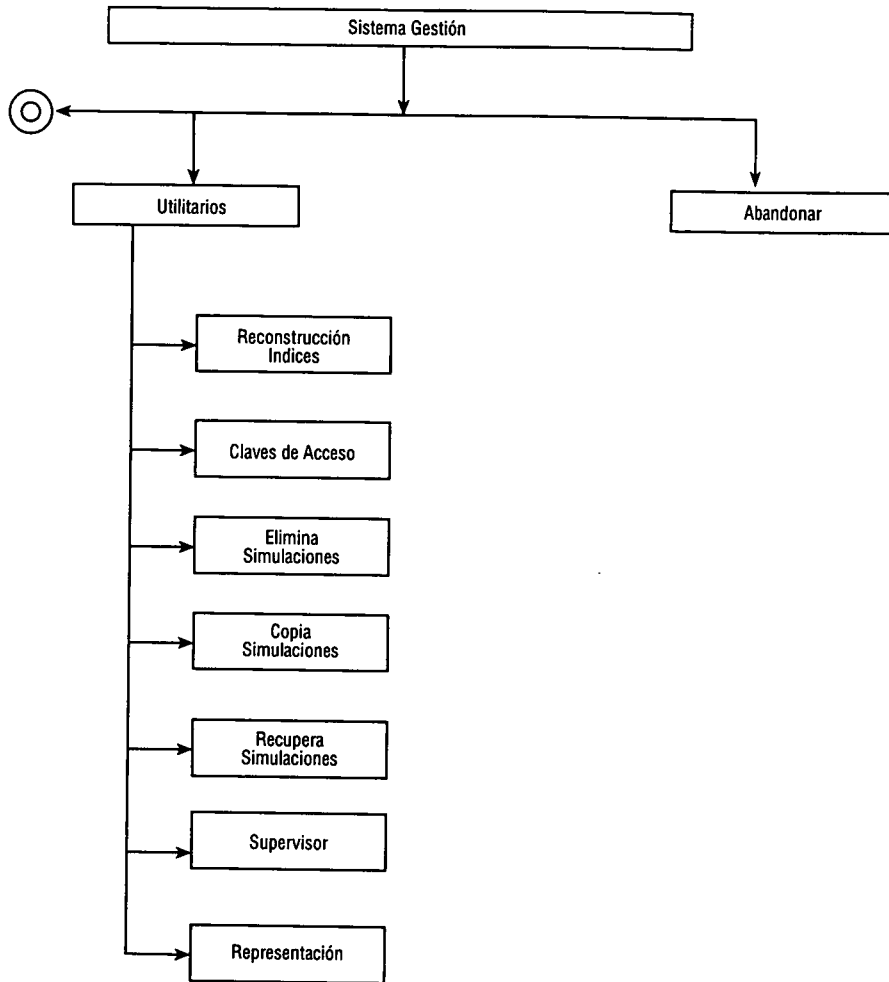 Sistema Gestión
Utilitarios
Abandonar
Reconstrucción
Indices
Claves de Acceso
Elimina
Simulaciones
Copia
Simulaciones
Recupera
Simulaciones
Supervisor
Representación